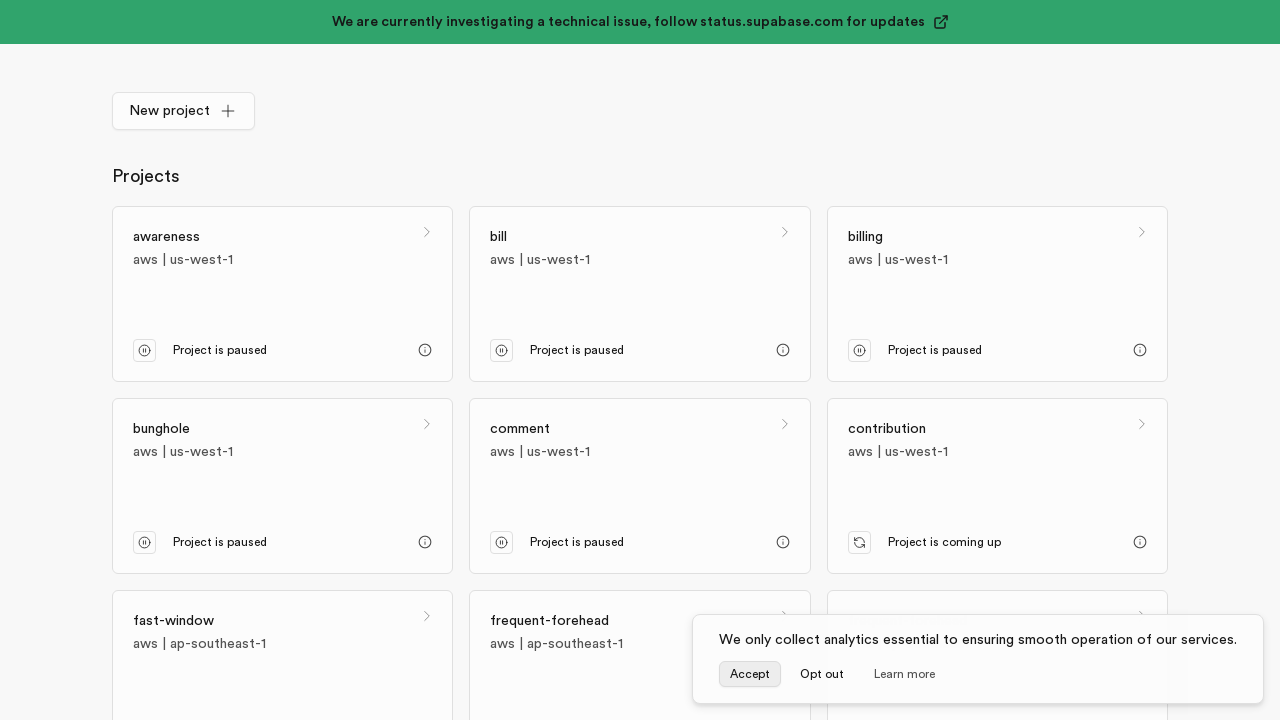 We are currently investigating a technical issue, follow status.supabase.com for updates
New project
Projects
awareness
aws | us-west-1
Project is paused
bill
aws | us-west-1
Project is paused
billing
aws | us-west-1
Project is paused
bunghole
aws | us-west-1
Project is paused
comment
aws | us-west-1
Project is paused
contribution
aws | us-west-1
Project is coming up
fast-window
aws | ap-southeast-1
frequent-forehead
aws | ap-southeast-1
We only collect analytics essential to ensuring smooth operation of our services.
Accept
Opt out
Learn more